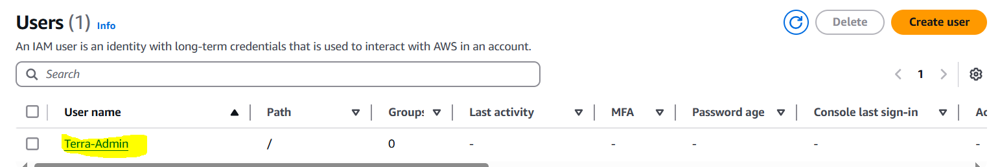 Users (1) Info
Delete
Create user
An IAM user is an identity with long-term credentials that is used to interact with AWS in an account.
Search
1
User name Path Groups Last activity MFA Password age Console last sign-in Ac
Terra-Admin / 0 - - - - -